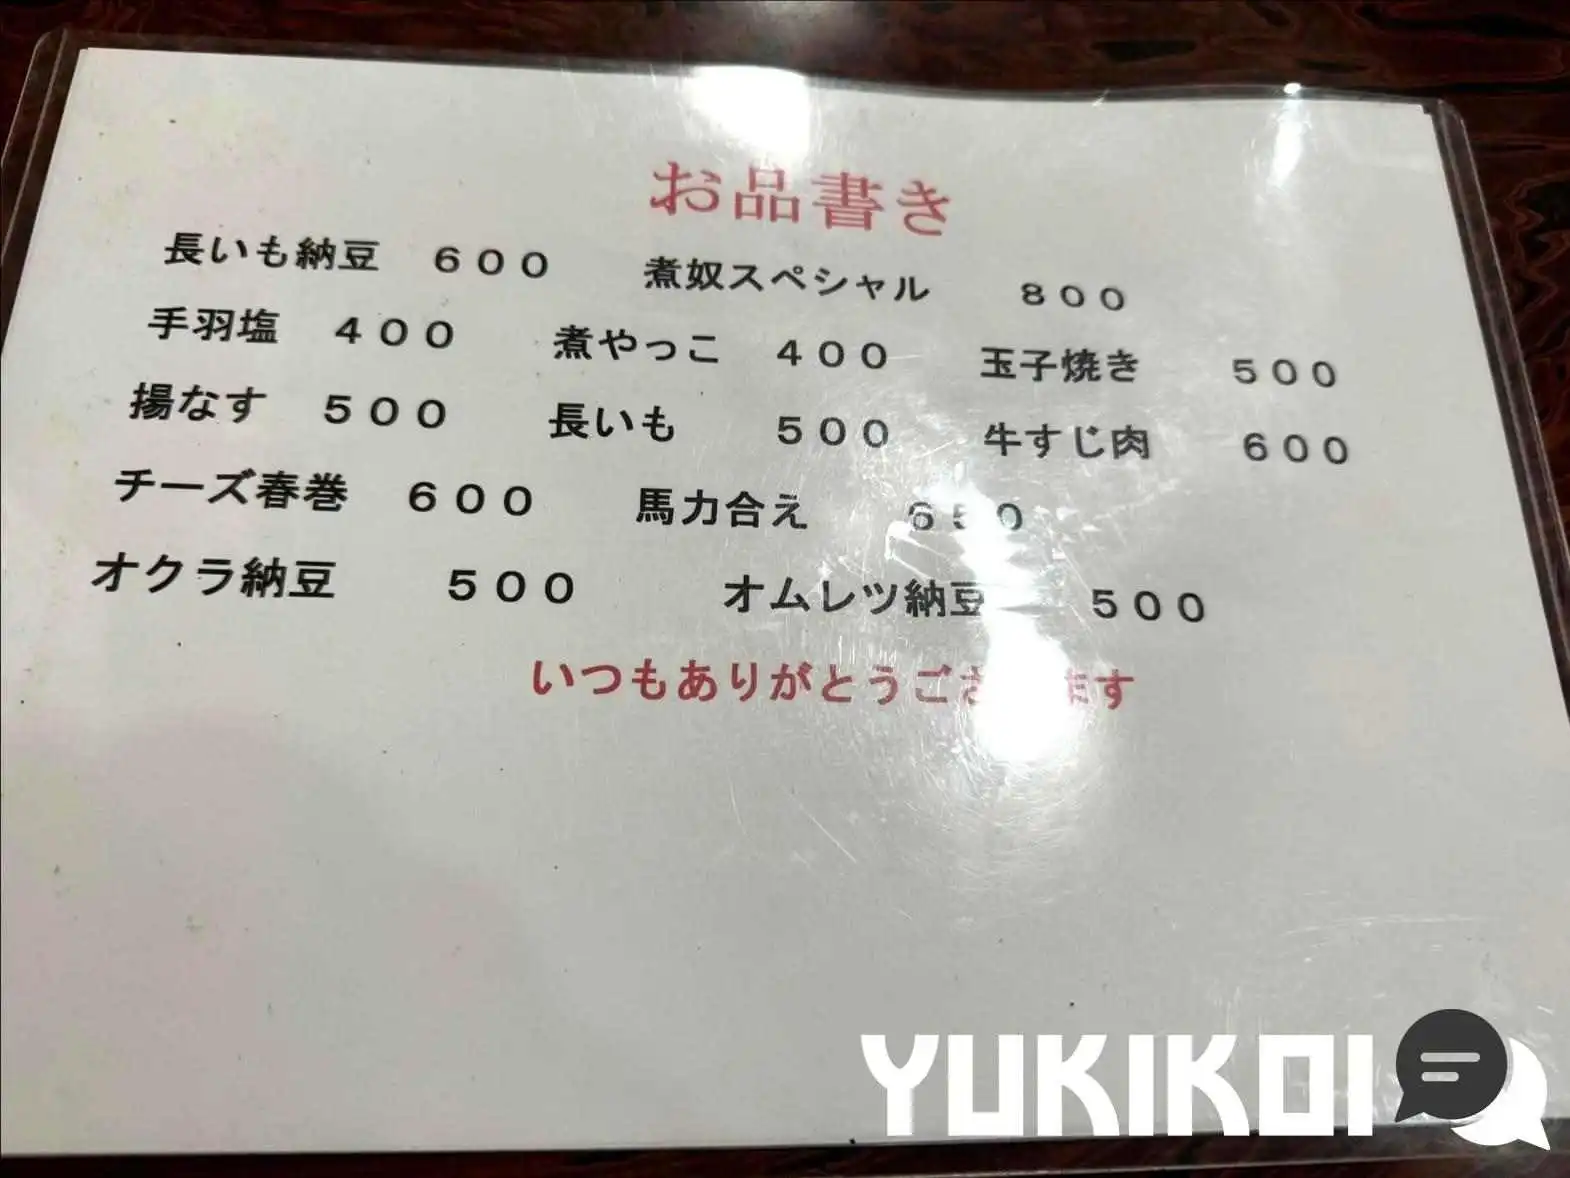 お品書き
長いも納豆 600 煮奴スペシャル 800
手羽塩 400 煮やっこ 400 玉子焼き 500
揚なす 500 長いも 500 牛すじ肉 600
チーズ春巻 600 馬力合え 650
オクラ納豆 500 オムレツ納豆 500
いつもありがとうござ ます
YUKIKOI